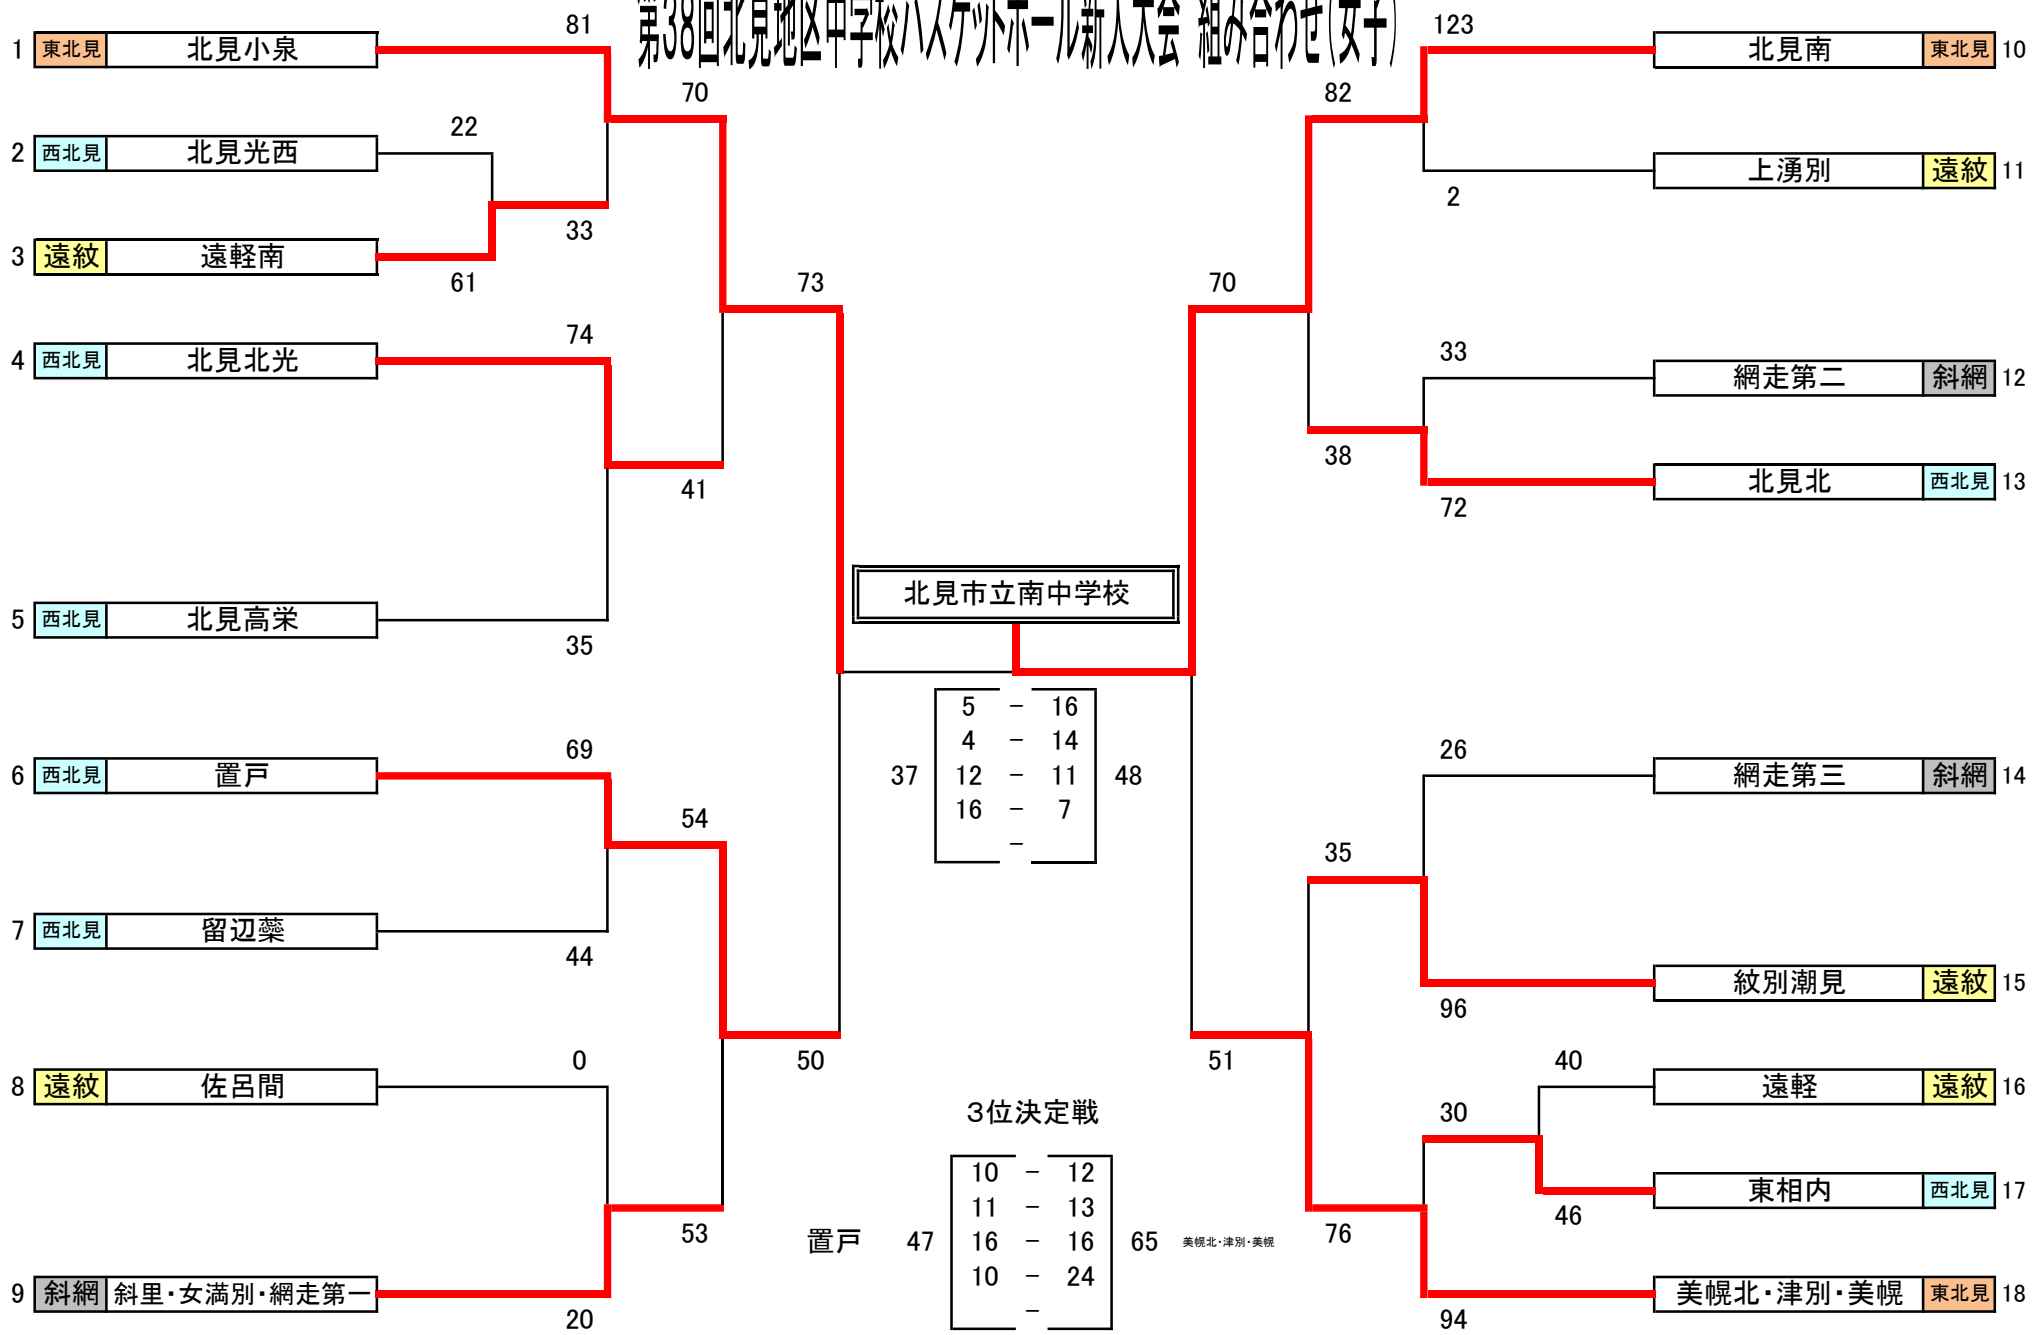 第38回北見地区中学校バスケットボール新人大会 組み合わせ(女子)
1 東北見 北見小泉
81
2 西北見 北見光西
22
3 遠紋 遠軽南
61
33
70
4 西北見 北見北光
74
5 西北見 北見高栄
35
41
73
6 西北見 置戸
69
7 西北見 留辺蘂
44
54
8 遠紋 佐呂間
0
9 斜網 斜里・女満別・網走第一
20
53
50
北見市立南中学校
37
5 - 16
4 - 14
12 - 11
16 - 7
-
48
3位決定戦
置戸 47
10 - 12
11 - 13
16 - 16
10 - 24
-
65 美幌北・津別・美幌
123
北見南 東北見 10
82
上湧別 遠紋 11
2
70
33
網走第二 斜網 12
38
北見北 西北見 13
72
26
網走第三 斜網 14
35
紋別潮見 遠紋 15
96
51
40
遠軽 遠紋 16
30
東相内 西北見 17
46
76
美幌北・津別・美幌 東北見 18
94